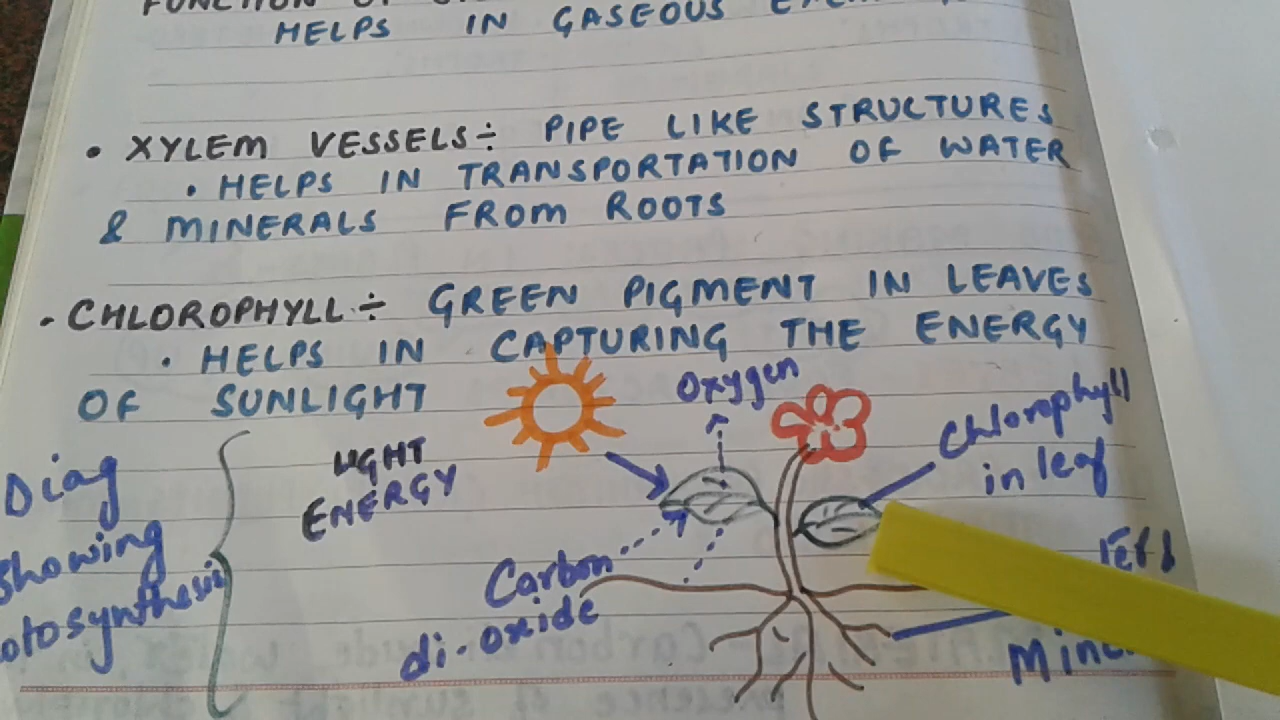 FUNCTION OF
HELPS IN GASEOUS
• XYLEM VESSELS÷ PIPE LIKE STRUCTURES
• HELPS IN TRANSPORTATION OF WATER
& MINERALS FROM ROOTS
• CHLOROPHYLL÷ GREEN PIGMENT IN LEAVES
• HELPS IN CAPTURING THE ENERGY
OF SUNLIGHT
Oxygen
Chlorophyll
in leaf
LIGHT
ENERGY
Diag
showing
Carbon
di-oxide